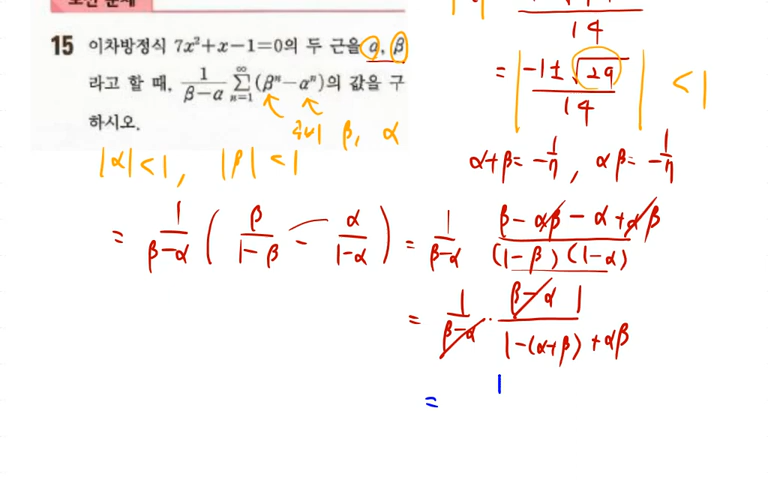 15 이차방정식 7x²+x-1=0의 두 근을 α, β
라고 할 때, 1/(β-α) ∑_{n=1}^{∞} (βⁿ-αⁿ)의 값을 구
하시오.
공비 β, α
|α|<1, |β|<1
14
= |(-1±√29)/14| <1
α+β=-1/7, αβ=-1/7
= 1/(β-α) (β/(1-β) - α/(1-α)) = 1/(β-α) (β-αβ-α+αβ)/((1-β)(1-α))
= 1/(β-α) · (β-α) 1/(1-(α+β)+αβ)
= 1